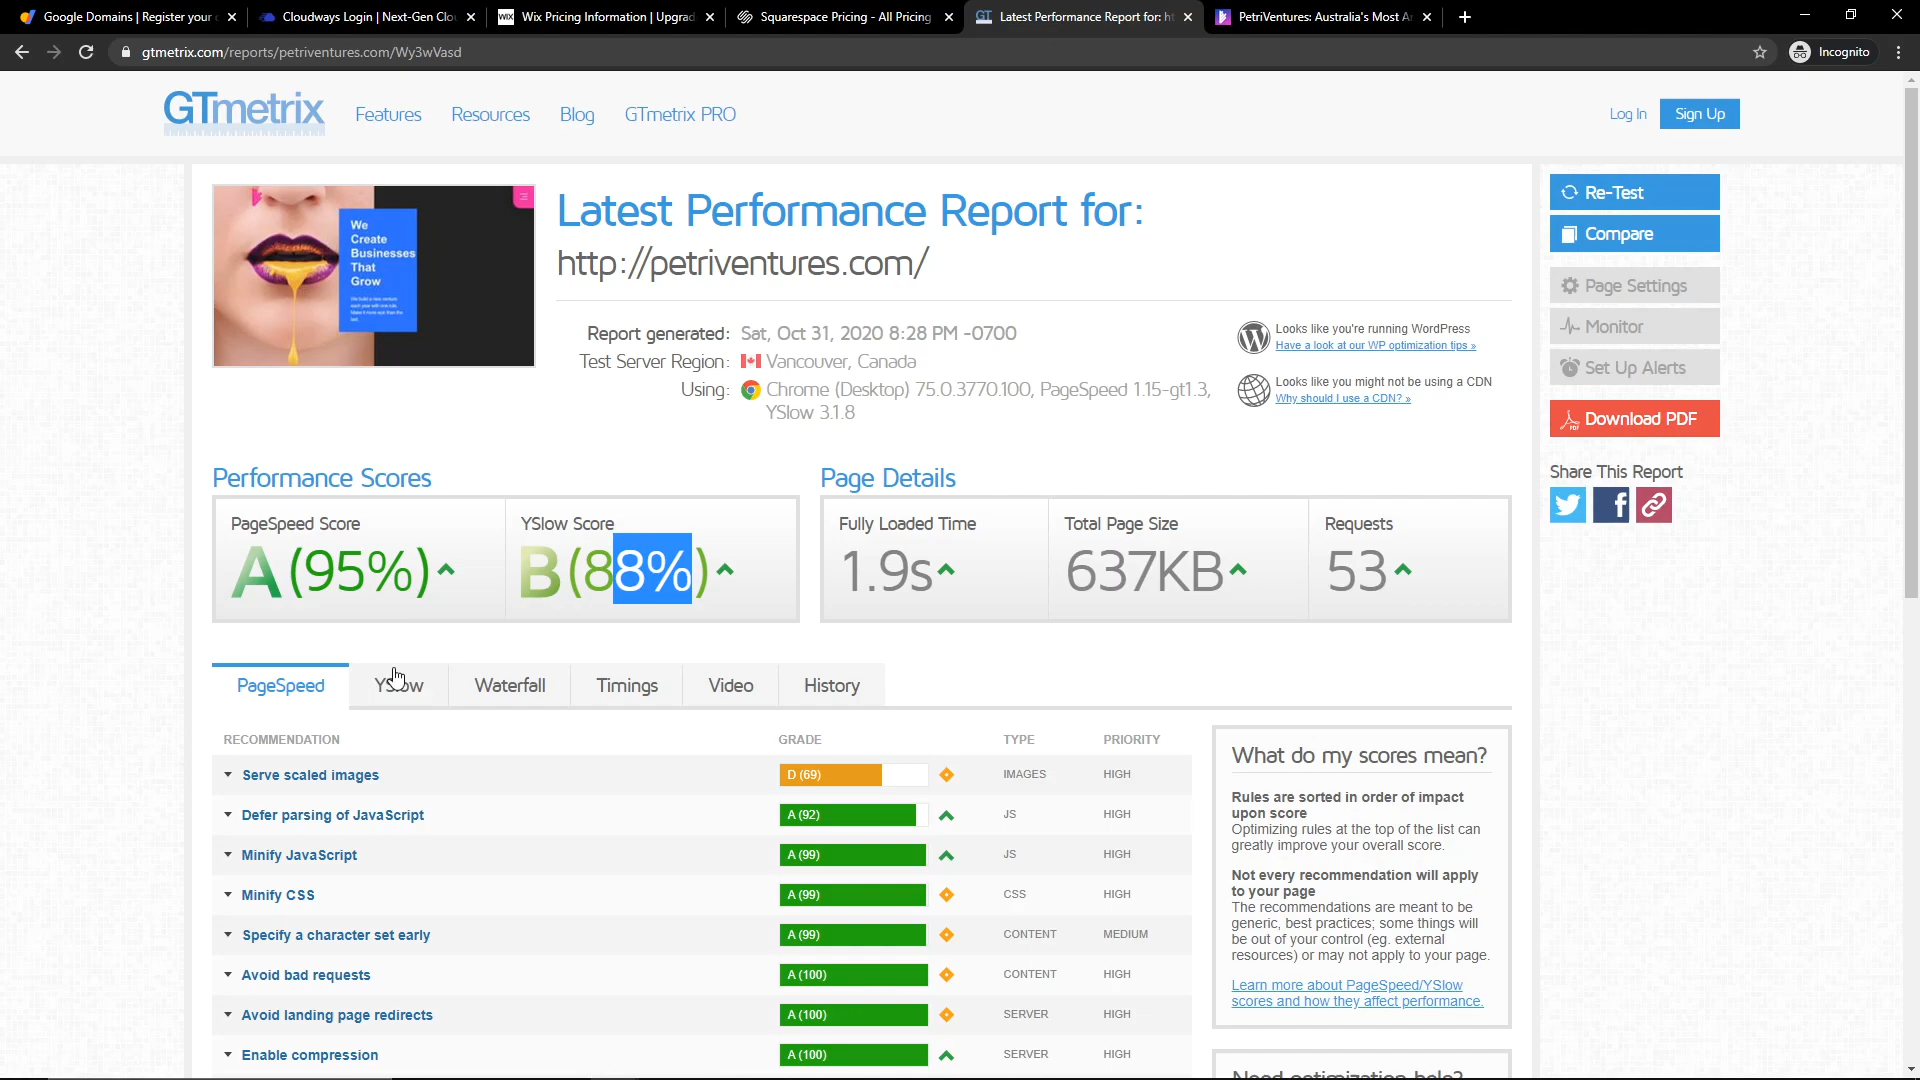 Google Domains | Register your
Cloudways Login | Next-Gen Clo
WIX
Wix Pricing Information | Upgrad
Squarespace Pricing - All Pricing
GT
Latest Performance Report for: ht
PetriVentures: Australia's Most A
gtmetrix.com/reports/petriventures.com/Wy3wVasd
Incognito
GTmetrix
Features
Resources
Blog
GTmetrix PRO
Log In
Sign Up
We
Create
Businesses
That
Grow
Latest Performance Report for:
http://petriventures.com/
Report generated: Sat, Oct 31, 2020 8:28 PM -0700
Test Server Region: Vancouver, Canada
Using: Chrome (Desktop) 75.0.3770.100, PageSpeed 1.15-gt1.3,
YSlow 3.1.8
Looks like you're running WordPress
Have a look at our WP optimization tips »
Looks like you might not be using a CDN
Why should I use a CDN? »
Re-Test
Compare
Page Settings
Monitor
Set Up Alerts
PDF
Download PDF
Share This Report
Performance Scores
PageSpeed Score
A (95%)
YSlow Score
B (88%)
Page Details
Fully Loaded Time
1.9s
Total Page Size
637KB
Requests
53
PageSpeed
YSlow
Waterfall
Timings
Video
History
RECOMMENDATION GRADE TYPE PRIORITY
Serve scaled images D (69) IMAGES HIGH
Defer parsing of JavaScript A (92) JS HIGH
Minify JavaScript A (99) JS HIGH
Minify CSS A (99) CSS HIGH
Specify a character set early A (99) CONTENT MEDIUM
Avoid bad requests A (100) CONTENT HIGH
Avoid landing page redirects A (100) SERVER HIGH
Enable compression A (100) SERVER HIGH
What do my scores mean?
Rules are sorted in order of impact
upon score
Optimizing rules at the top of the list can
greatly improve your overall score.
Not every recommendation will apply
to your page
The recommendations are meant to be
generic, best practices; some things will
be out of your control (eg. external
resources) or may not apply to your page.
Learn more about PageSpeed/YSlow
scores and how they affect performance.
Need optimization help?